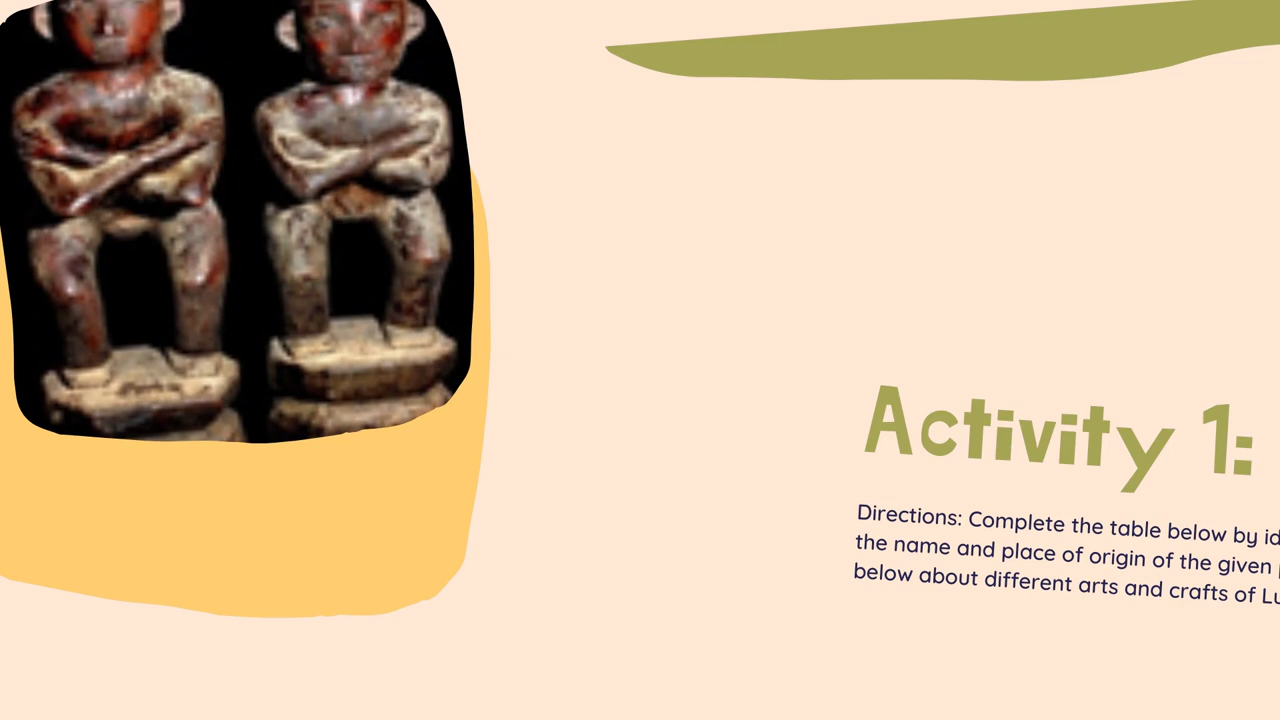 Activity 1:
Directions: Complete the table below by id
the name and place of origin of the given
below about different arts and crafts of Lu